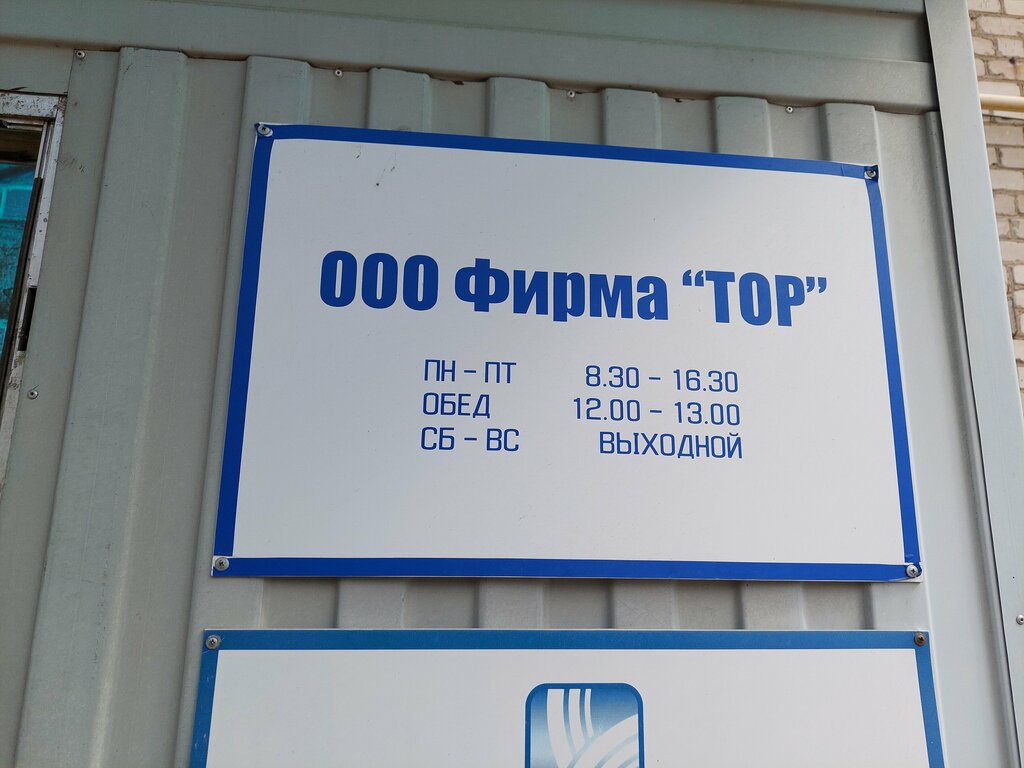 ООО Фирма “ТОР”
ПН – ПТ 8.30 – 16.30
ОБЕД 12.00 – 13.00
СБ – ВС ВЫХОДНОЙ